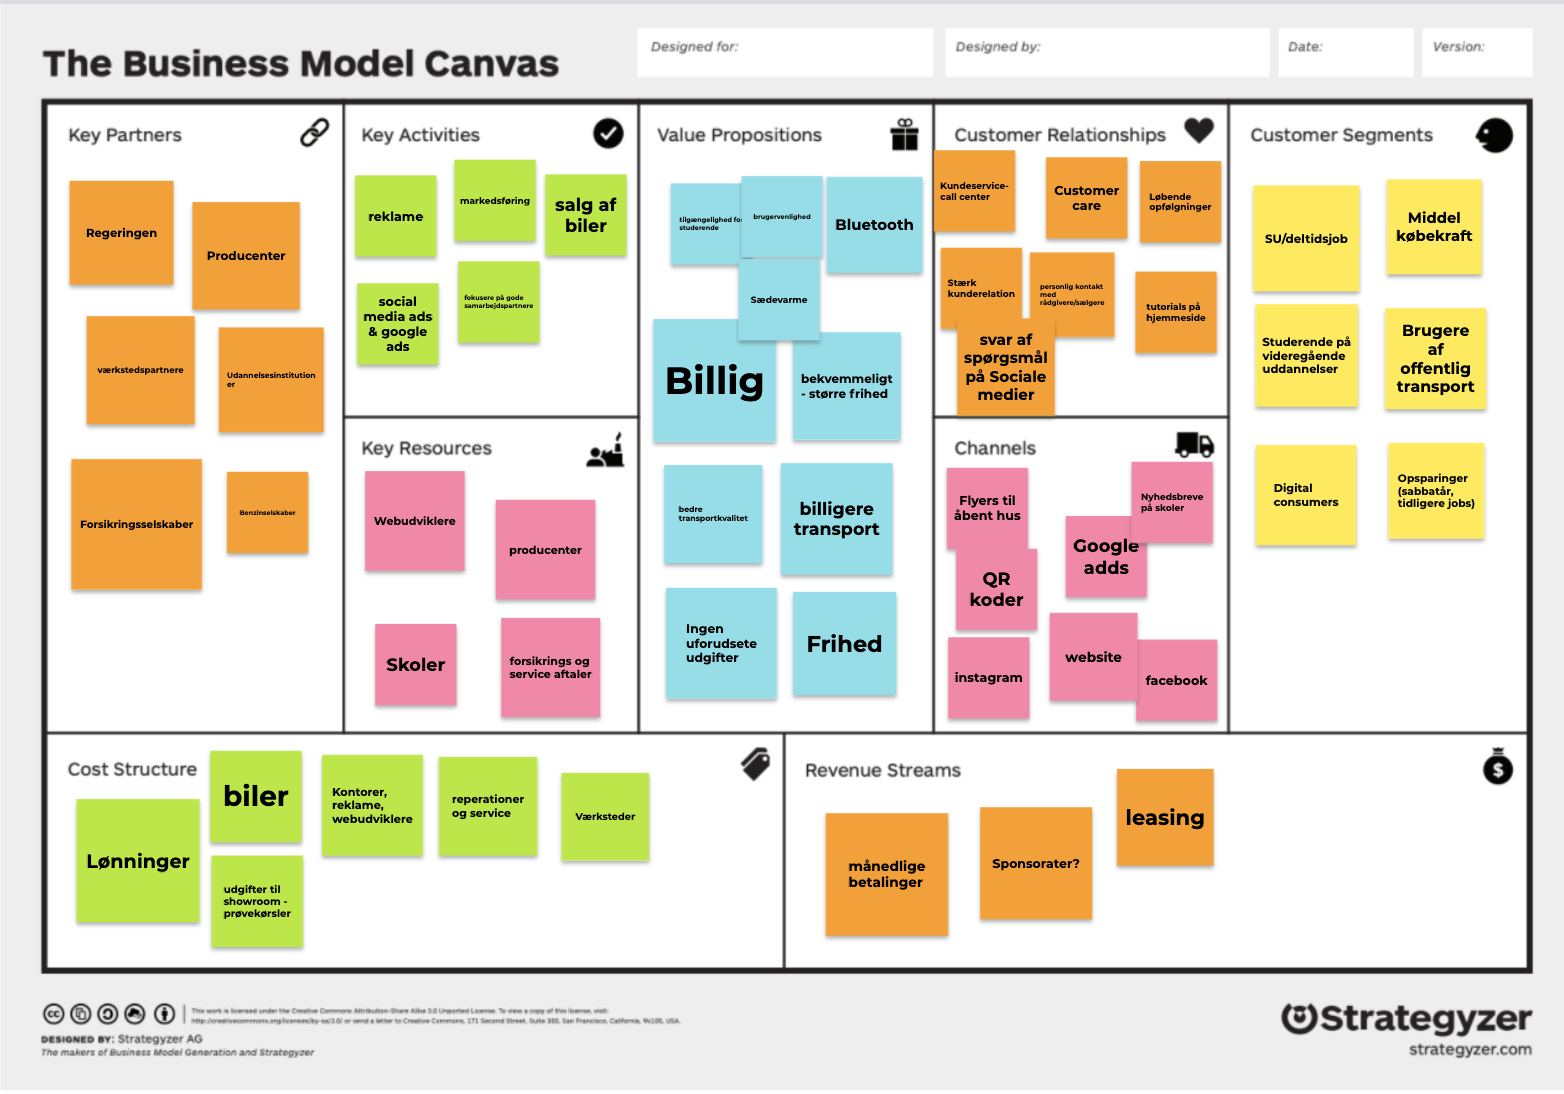 The Business Model Canvas
Designed for:
Designed by:
Date:
Version:
Key Partners
Regeringen
Producenter
værkstedspartnere
Udannelsesinstitution
er
Forsikringsselskaber
Benzinselskaber
Key Activities
reklame
markedsføring
salg af
biler
social
media ads
& google
ads
fokusere på gode
samarbejdspartnere
Key Resources
Webudviklere
producenter
Skoler
forsikrings og
service aftaler
Value Propositions
tilgængelighed for
studerende
brugervenlighed
Bluetooth
Sædevarme
Billig
bekvemmeligt
- større frihed
bedre
transportkvalitet
billigere
transport
Ingen
uforudsete
udgifter
Frihed
Customer Relationships
Kundeservice-
call center
Customer
care
Løbende
opfølgninger
Stærk
kunderelation
personlig kontakt
med
rådgivere/sælgere
tutorials på
hjemmeside
svar af
spørgsmål
på Sociale
medier
Channels
Flyers til
åbent hus
Nyhedsbreve
på skoler
Google
adds
QR
koder
instagram
website
facebook
Customer Segments
SU/deltidsjob
Middel
købekraft
Studerende på
videregående
uddannelser
Brugere
af
offentlig
transport
Digital
consumers
Opsparinger
(sabbatår,
tidligere jobs)
Cost Structure
Lønninger
biler
udgifter til
showroom -
prøvekørsler
Kontorer,
reklame,
webudviklere
reperationer
og service
Værksteder
Revenue Streams
månedlige
betalinger
Sponsorater?
leasing
This work is licensed under the Creative Commons Attribution-Share Alike 3.0 Unported License. To view a copy of this license, visit:
http://creativecommons.org/licenses/by-sa/3.0/ or send a letter to Creative Commons, 171 Second Street, Suite 300, San Francisco, California, 94105, USA.
DESIGNED BY: Strategyzer AG
The makers of Business Model Generation and Strategyzer
Strategyzer
strategyzer.com